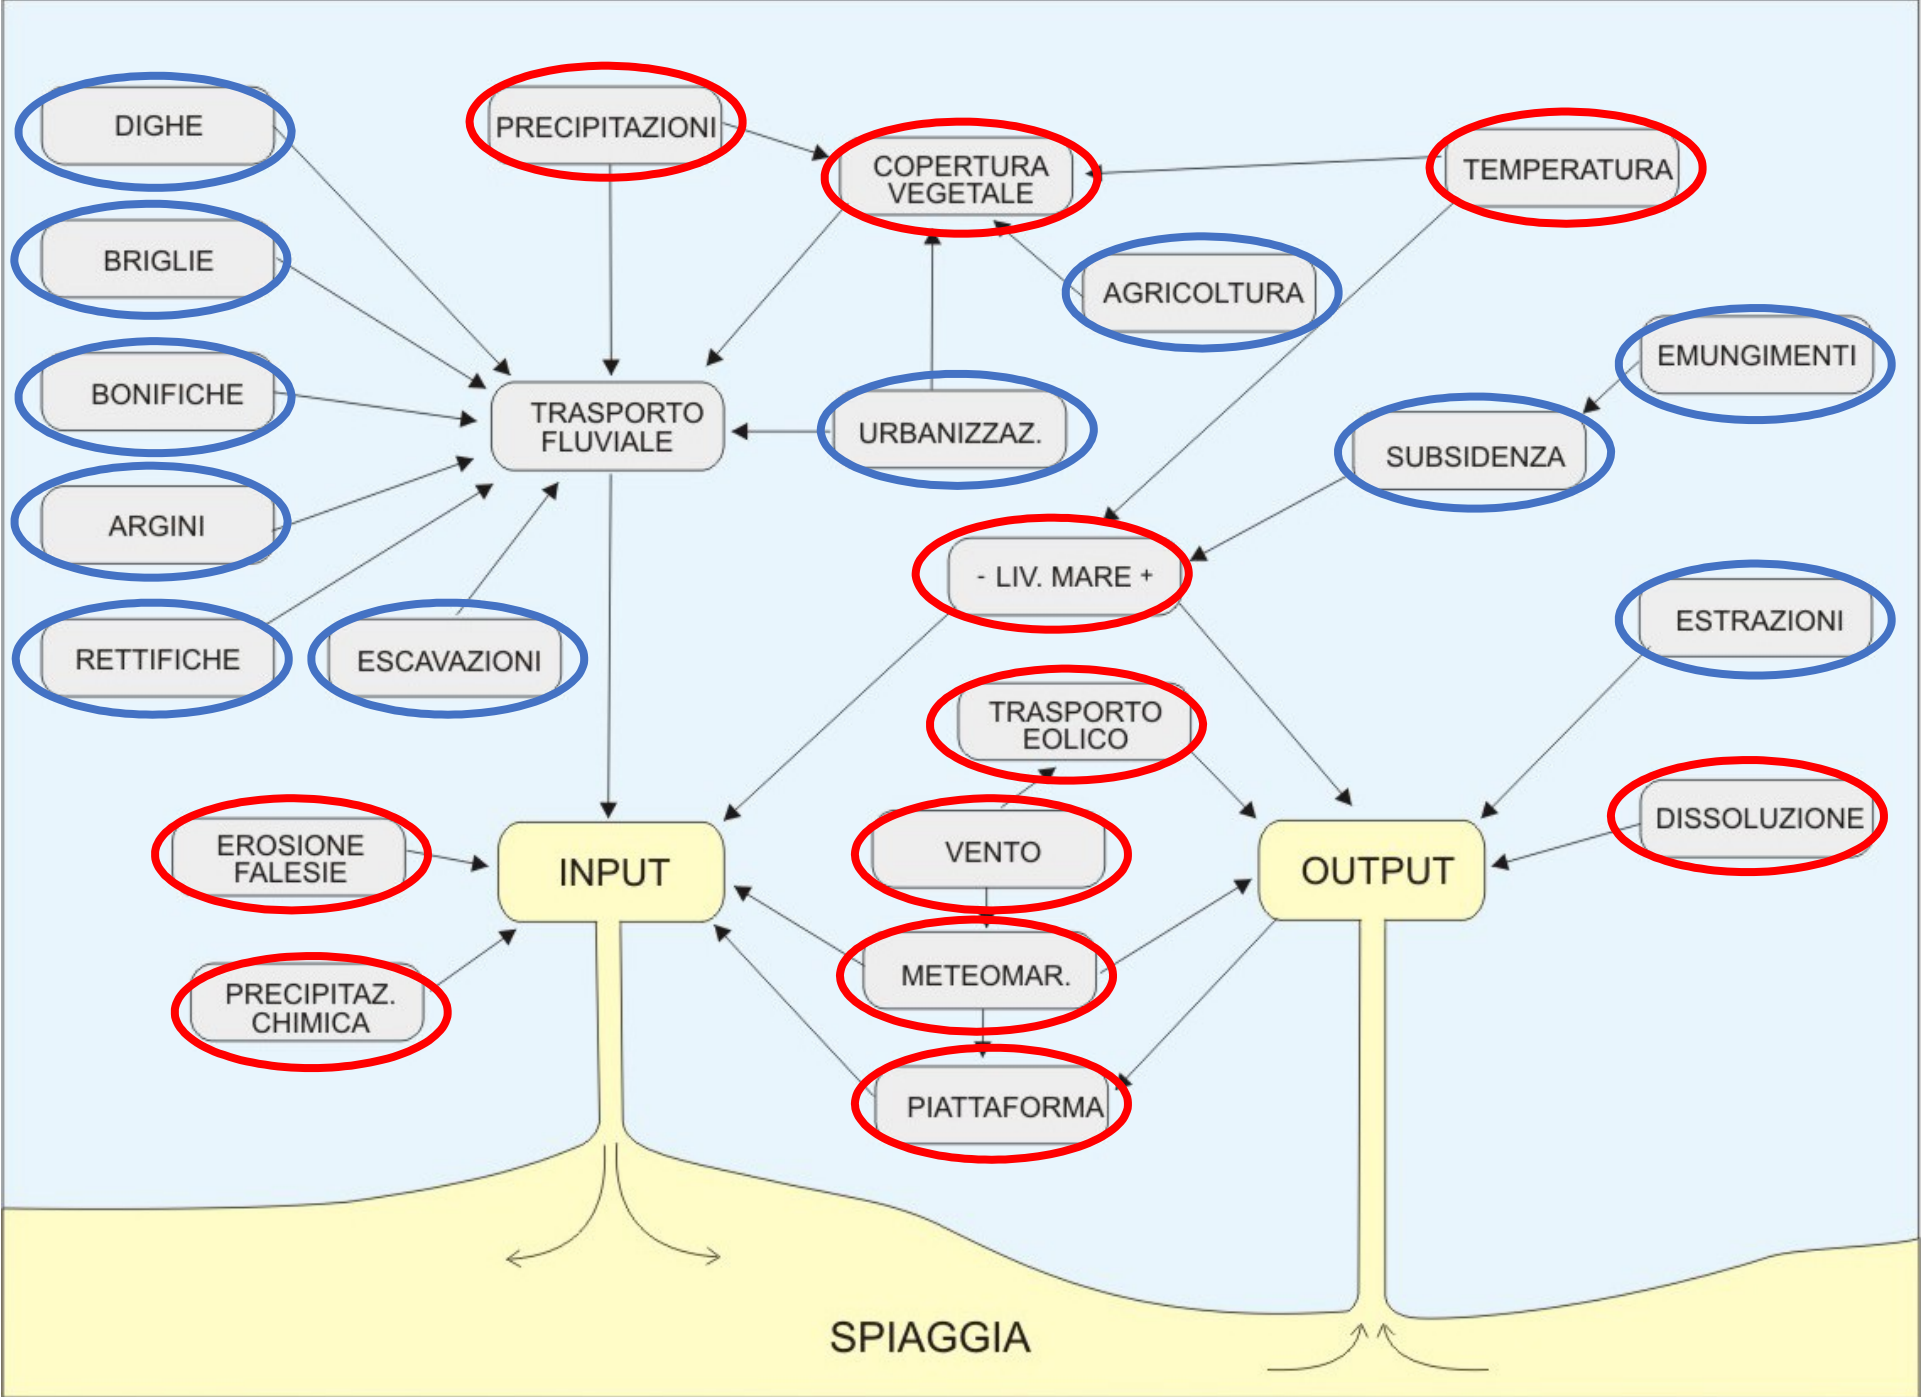 DIGHE
PRECIPITAZIONI
COPERTURA
VEGETALE
TEMPERATURA
BRIGLIE
AGRICOLTURA
EMUNGIMENTI
BONIFICHE
TRASPORTO
FLUVIALE
URBANIZZAZ.
SUBSIDENZA
ARGINI
- LIV. MARE +
ESTRAZIONI
RETTIFICHE
ESCAVAZIONI
TRASPORTO
EOLICO
EROSIONE
FALESIE
INPUT
VENTO
OUTPUT
DISSOLUZIONE
PRECIPITAZ.
CHIMICA
METEOMAR.
PIATTAFORMA
SPIAGGIA